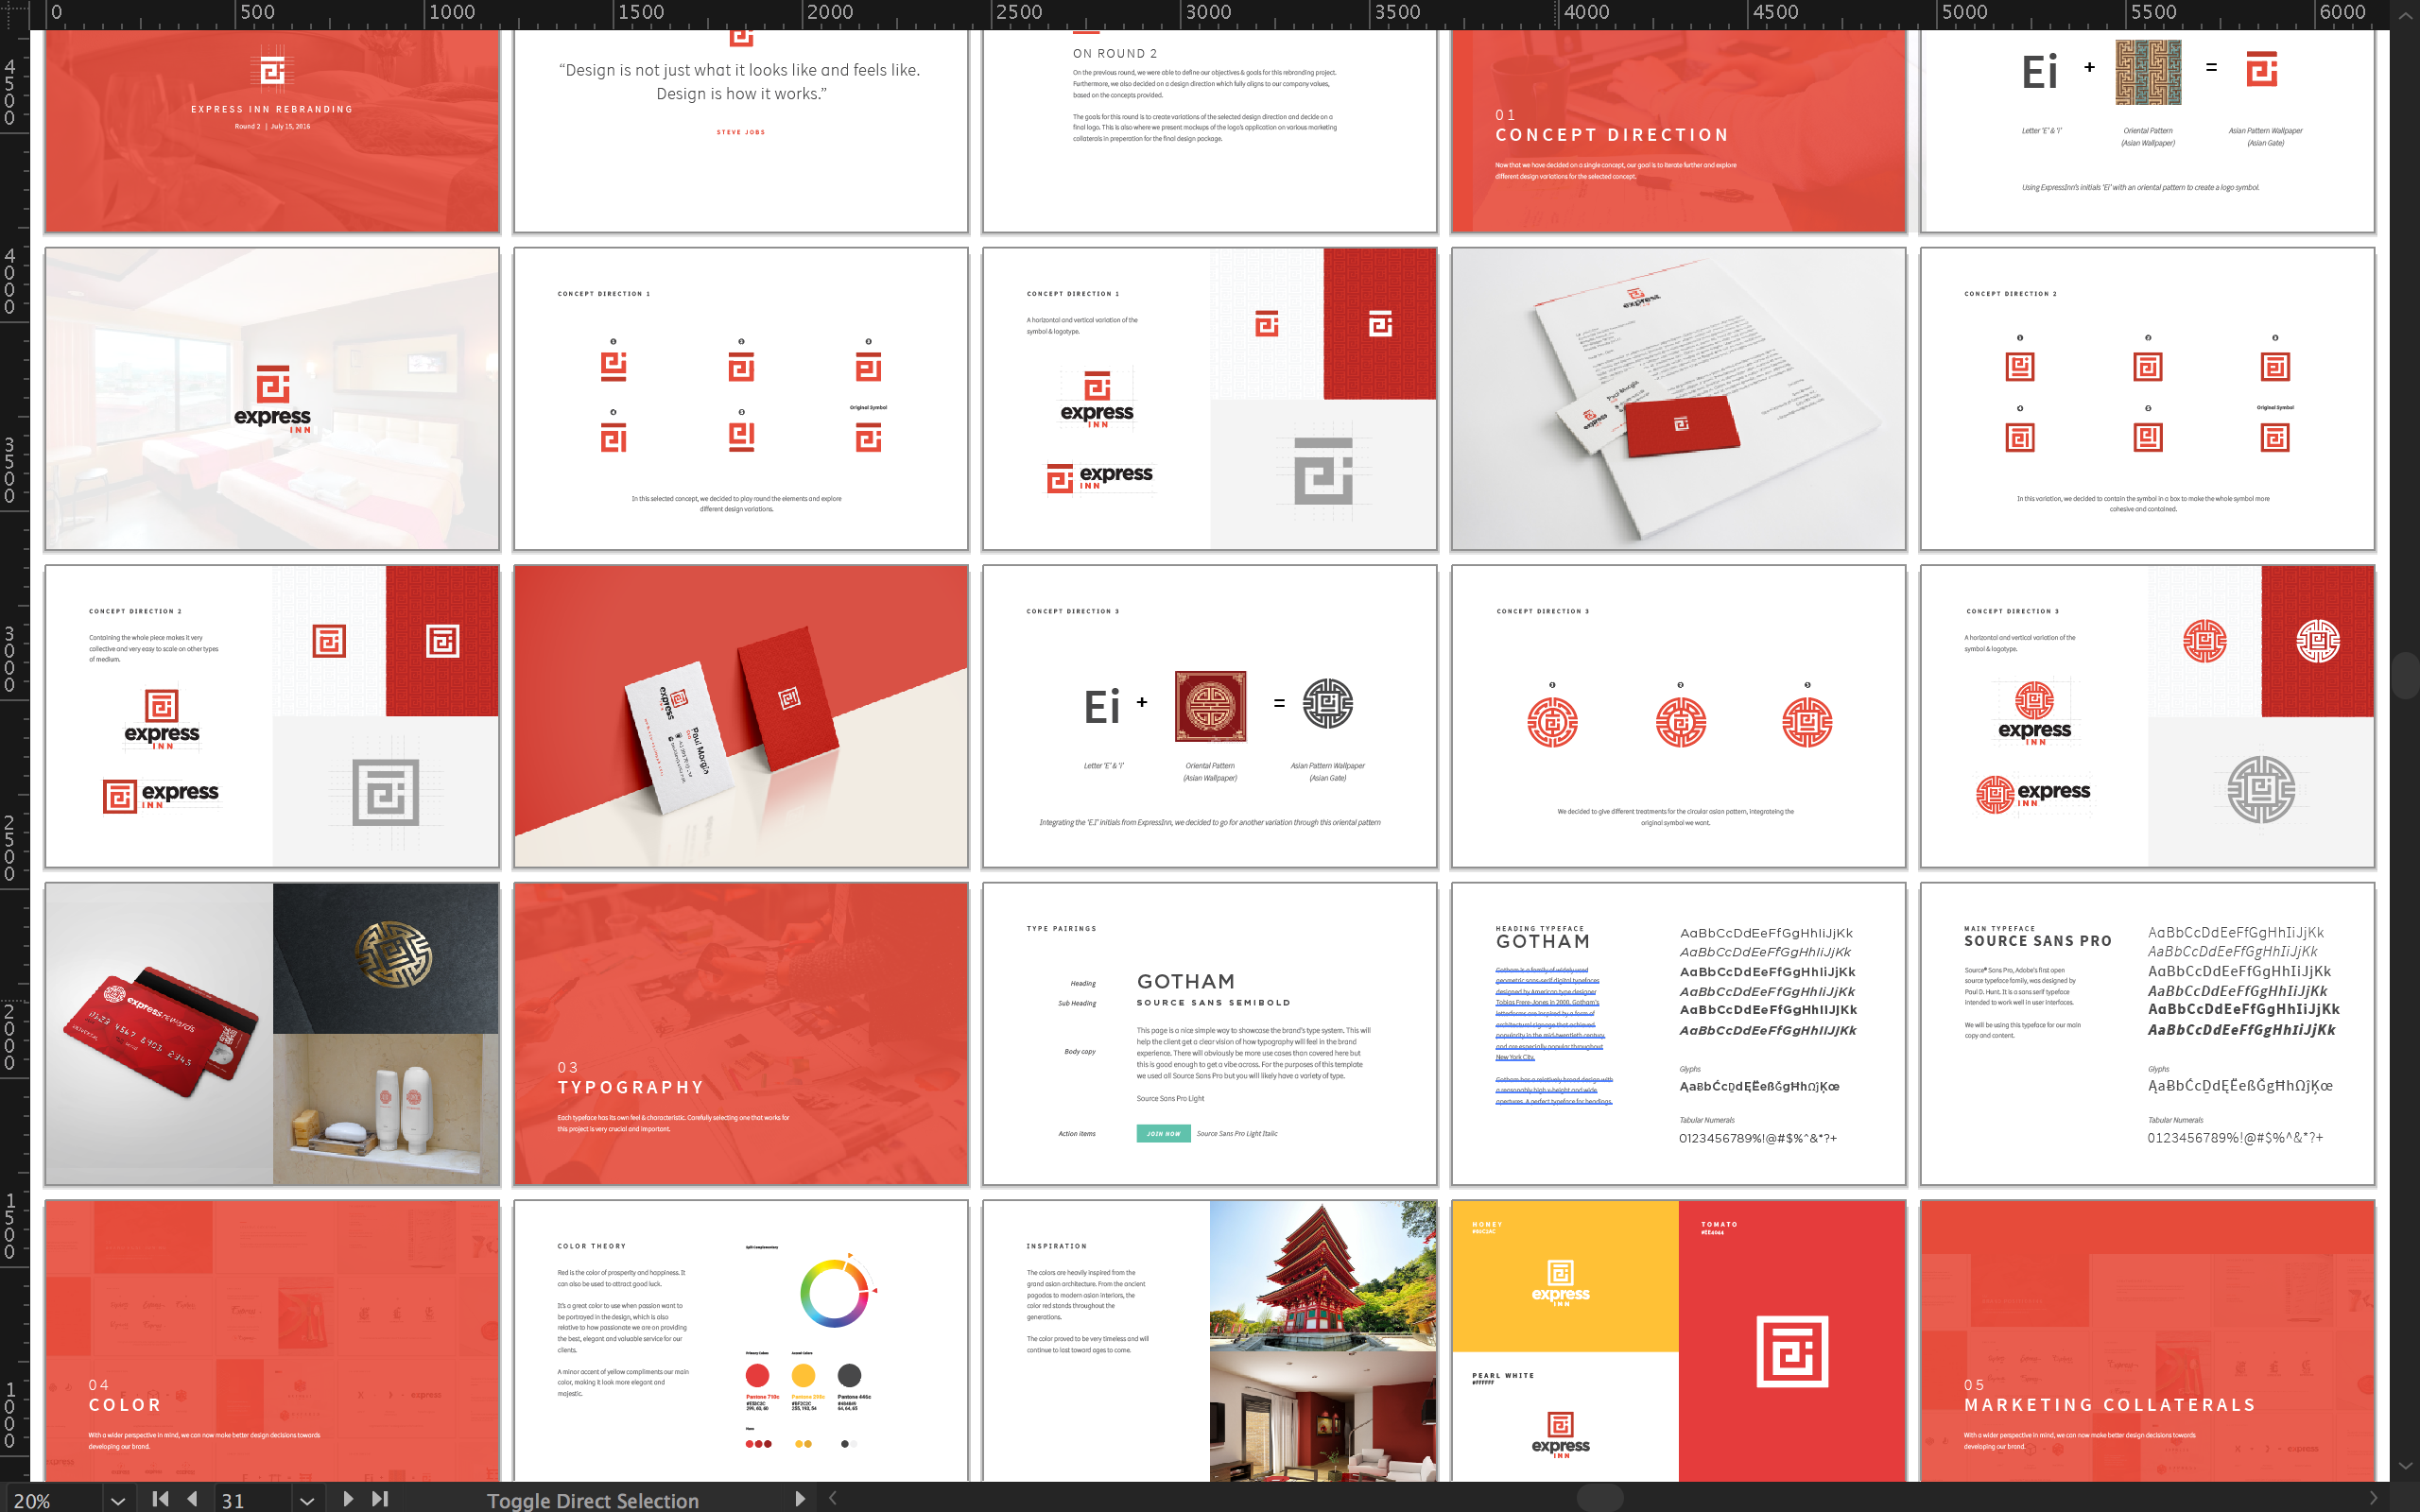 0 500 1000 1500 2000 2500 3000 3500 4000 4500 5000 5500 6000
4500
4000
3500
3000
2500
2000
1500
1000
EXPRESS INN REBRANDING
Round 2 | July 15, 2016
“Design is not just what it looks like and feels like.
Design is how it works.”
STEVE JOBS
ON ROUND 2
On the previous round, we were able to define our objectives & goals for this rebranding project.
Furthermore, we also decided on a design direction which fully aligns to our company values,
based on the concepts provided.
The goals for this round is to create variations of the selected design direction and decide on a
final logo. This is also where we present mockups of the logo's application on various marketing
collaterals in preperation for the final design package.
01
CONCEPT DIRECTION
Now that we have decided on a single concept, our goal is to iterate further and explore
different design variations for the selected concept.
Ei + =
Letter ‘E’ & ‘I’
Oriental Pattern
(Asian Wallpaper)
Asian Pattern Wallpaper
(Asian Gate)
Using ExpressInn's initials ‘EI’ with an oriental pattern to create a logo symbol.
express
INN
CONCEPT DIRECTION 1
Original Symbol
In this selected concept, we decided to play round the elements and explore
different design variations.
CONCEPT DIRECTION 1
A horizontal and vertical variation of the
symbol & logotype.
express
INN
express
INN
express
express
CONCEPT DIRECTION 2
Original Symbol
In this variation, we decided to contain the symbol in a box to make the whole symbol more
cohesive and contained.
CONCEPT DIRECTION 2
Containing the whole piece makes it very
collective and very easy to scale on other types
of medium.
express
INN
express
INN
express
Paul Margin
CONCEPT DIRECTION 3
Ei + =
Letter ‘E’ & ‘I’
Oriental Pattern
(Asian Wallpaper)
Asian Pattern Wallpaper
(Asian Gate)
Integrating the ‘E.I’ initials from ExpressInn, we decided to go for another variation through this oriental pattern
CONCEPT DIRECTION 3
We decided to give different treatments for the circular asian pattern, integrateing the
original symbol we want.
CONCEPT DIRECTION 3
A horizontal and vertical variation of the
symbol & logotype.
express
INN
express
INN
expressrewards
03
TYPOGRAPHY
Each typeface has its own feel & characteristic. Carefully selecting one that works for
this project is very crucial and important.
TYPE PAIRINGS
Heading
GOTHAM
Sub Heading
SOURCE SANS SEMIBOLD
Body copy
This page is a nice simple way to showcase the brand's type system. This will
help the client get a clear vision of how typography will feel in the brand
experience. There will obviously be more use cases than covered here but
this is good enough to get a vibe across. For the purposes of this template
we used all Source Sans Pro but you will likely have a variety of type.
Source Sans Pro Light
Action Items
JOIN NOW
Source Sans Pro Light Italic
HEADING TYPEFACE
GOTHAM
Gotham is a family of widely used
geometric sans-serif digital typefaces
designed by American type designer
Tobias Frere-Jones in 2000. Gotham's
letterforms are inspired by a form of
architectural signage that achieved
popularity in the mid-twentieth century,
and are especially popular throughout
New York City.
Gotham has a relatively broad design with
a reasonably high x-height and wide
apertures. A perfect typeface for headings.
AaBbCcDdEeFfGgHhIiJjKk
AaBbCcDdEeFfGgHhIiJjKk
AaBbCcDdEeFfGgHhIiJjKk
AaBbCcDdEeFfGgHhIiJjKk
AaBbCcDdEeFfGgHhIiJjKk
AaBbCcDdEeFfGgHhIiJjKk
Glyphs
Tabular Numerals
0123456789%!@#$%^&*?+
MAIN TYPEFACE
SOURCE SANS PRO
Source® Sans Pro, Adobe's first open
source typeface family, was designed by
Paul D. Hunt. It is a sans serif typeface
intended to work well in user interfaces.
We will be using this typeface for our main
copy and content.
AaBbCcDdEeFfGgHhIiJjKk
AaBbCcDdEeFfGgHhIiJjKk
AaBbCcDdEeFfGgHhIiJjKk
AaBbCcDdEeFfGgHhIiJjKk
AaBbCcDdEeFfGgHhIiJjKk
AaBbCcDdEeFfGgHhIiJjKk
Glyphs
Tabular Numerals
0123456789%!@#$%^&*?+
04
COLOR
With a wider perspective in mind, we can now make better design decisions towards
developing our brand.
COLOR THEORY
Red is the color of prosperity and happiness. It
can also be used to attract good luck.
It's a great color to use when passion want to
be portrayed in the design, which is also
relative to how passionate we are on providing
the best, elegant and valuable service for our
clients.
A minor accent of yellow compliments our main
color, making it look more elegant and
majestic.
Split Complementary
Primary Colors
Accent Colors
Pantone 710c
Pantone 446c
INSPIRATION
The colors are heavily inspired from the
grand asian architecture. From the ancient
pagodas to modern asian interiors, the
color red stands throughout the
generations.
The color proved to be very timeless and will
continue to last toward ages to come.
HONEY
express
INN
TOMATO
PEARL WHITE
#FFFFFF
express
INN
05
MARKETING COLLATERALS
With a wider perspective in mind, we can now make better design decisions towards
developing our brand.
20%
31
Toggle Direct Selection